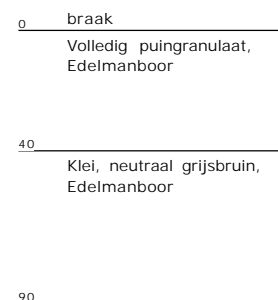 0 braak
Volledig puingranulaat,
Edelmanboor
40
Klei, neutraal grijsbruin,
Edelmanboor
90